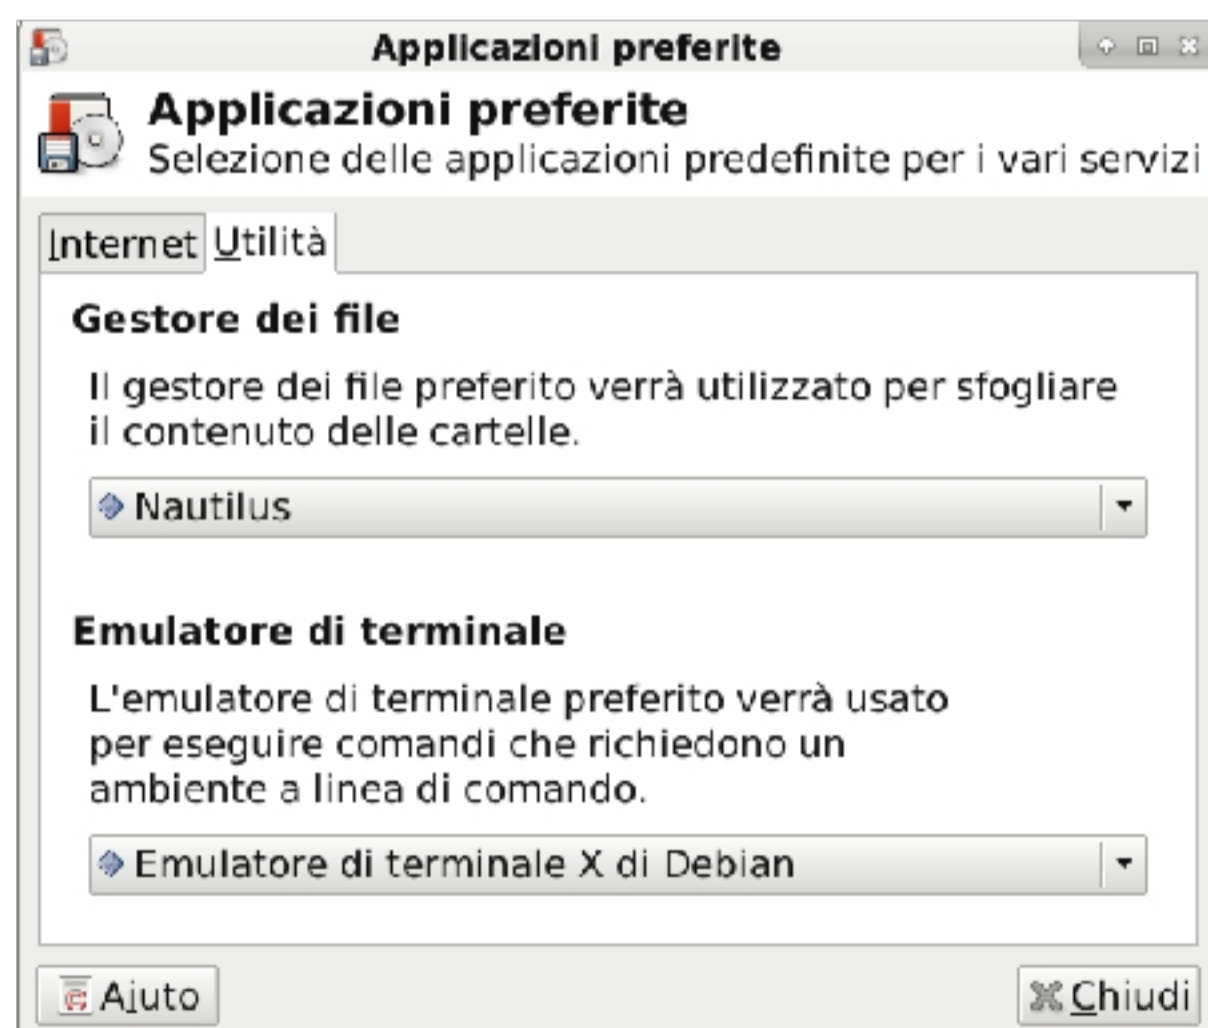 Applicazioni preferite
Applicazioni preferite
Selezione delle applicazioni predefinite per i vari servizi
Internet Utilità
Gestore dei file
Il gestore dei file preferito verrà utilizzato per sfogliare
il contenuto delle cartelle.
Nautilus
Emulatore di terminale
L'emulatore di terminale preferito verrà usato
per eseguire comandi che richiedono un
ambiente a linea di comando.
Emulatore di terminale X di Debian
Aiuto Chiudi